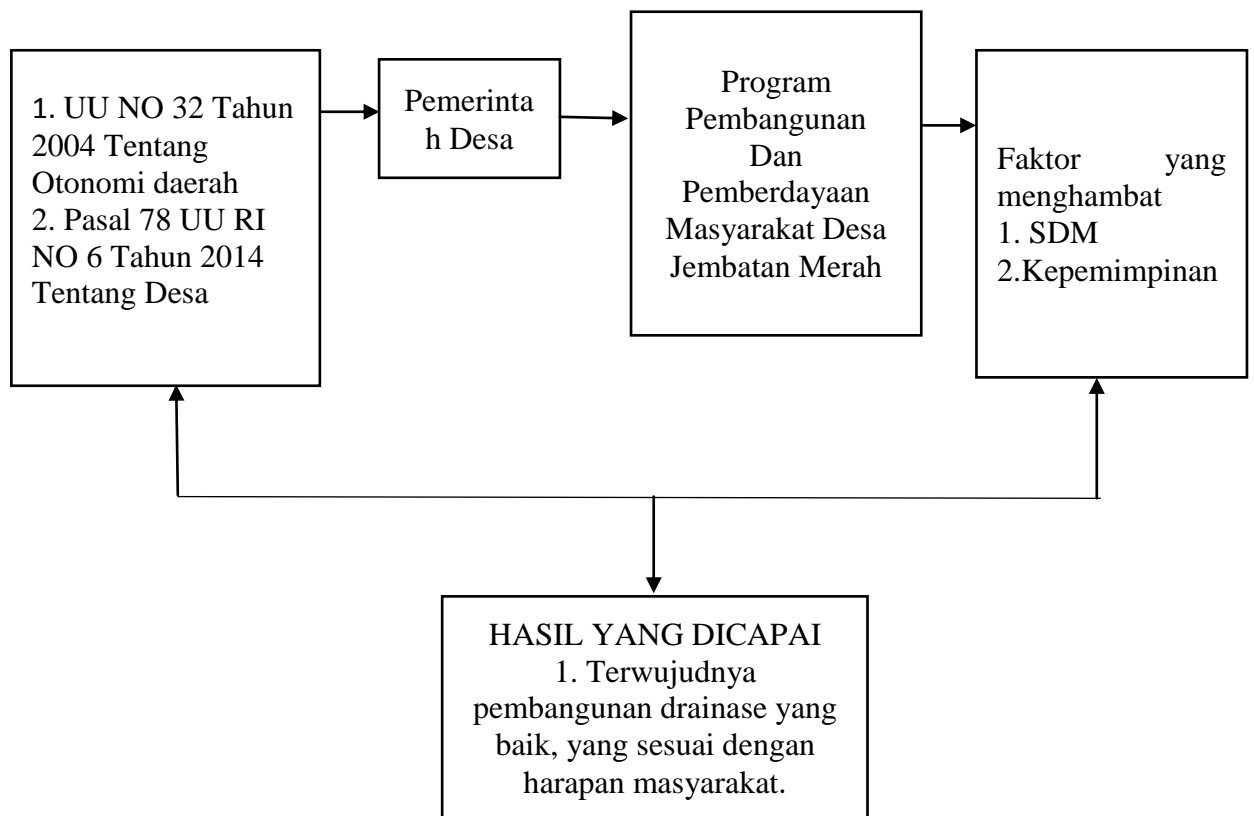 1. UU NO 32 Tahun
2004 Tentang
Otonomi daerah
2. Pasal 78 UU RI
NO 6 Tahun 2014
Tentang Desa
Pemerinta
h Desa
Program
Pembangunan
Dan
Pemberdayaan
Masyarakat Desa
Jembatan Merah
Faktor yang
menghambat
1. SDM
2.Kepemimpinan
HASIL YANG DICAPAI
1. Terwujudnya
pembangunan drainase yang
baik, yang sesuai dengan
harapan masyarakat.